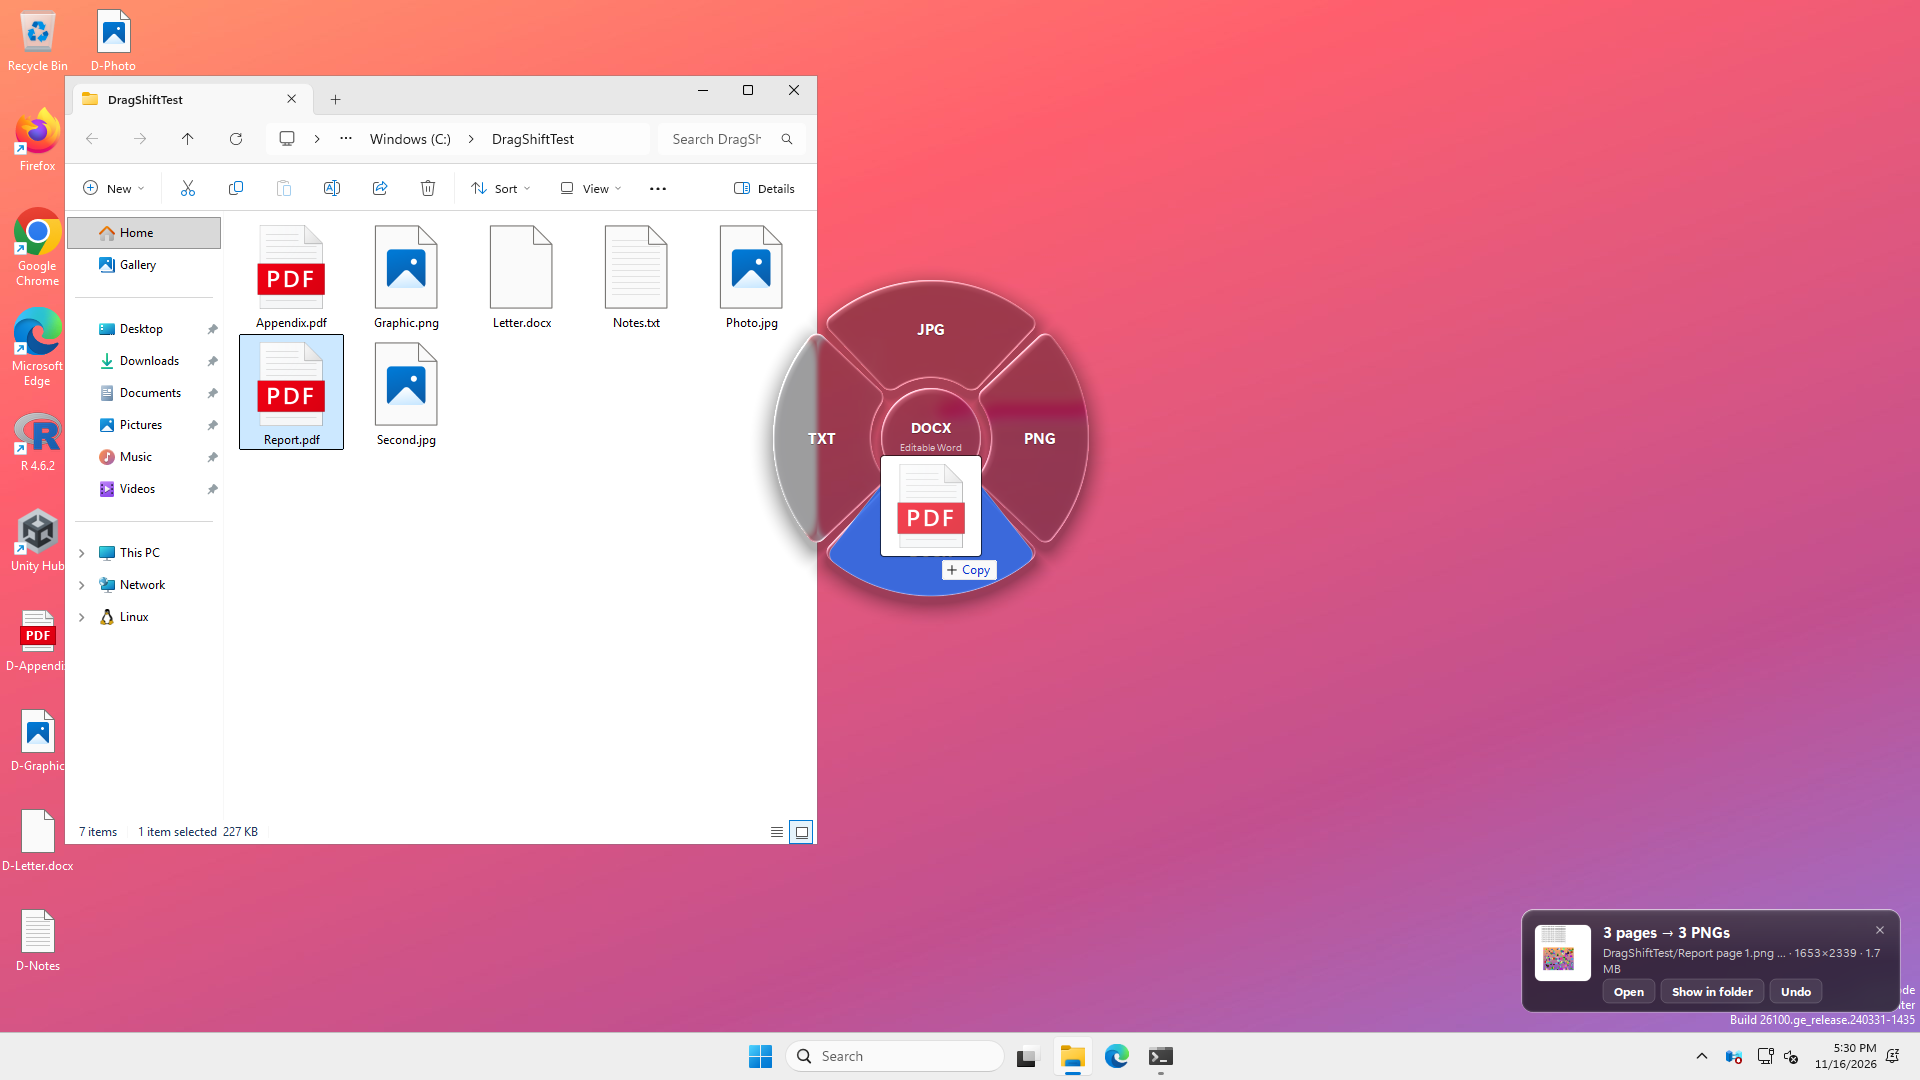 Recycle Bin
D-Photo
Firefox
Google
Chrome
Microsoft
Edge
R 4.6.2
Unity Hub
PDF
D-Appendi
D-Graphic
D-Letter.docx
D-Notes
DragShiftTest
Windows (C:)
DragShiftTest
Search DragSh
New
Sort
View
Details
Home
Gallery
Desktop
Downloads
Documents
Pictures
Music
Videos
This PC
Network
Linux
PDF
Appendix.pdf
Graphic.png
Letter.docx
Notes.txt
Photo.jpg
PDF
Report.pdf
Second.jpg
7 items
1 item selected 227 KB
JPG
TXT
DOCX
Editable Word
PNG
PDF
+ Copy
3 pages → 3 PNGs
DragShiftTest/Report page 1.png ... · 1653×2339 · 1.7
MB
Open
Show in folder
Undo
Build 26100.ge_release.240331-1435
Search
5:30 PM
11/16/2026